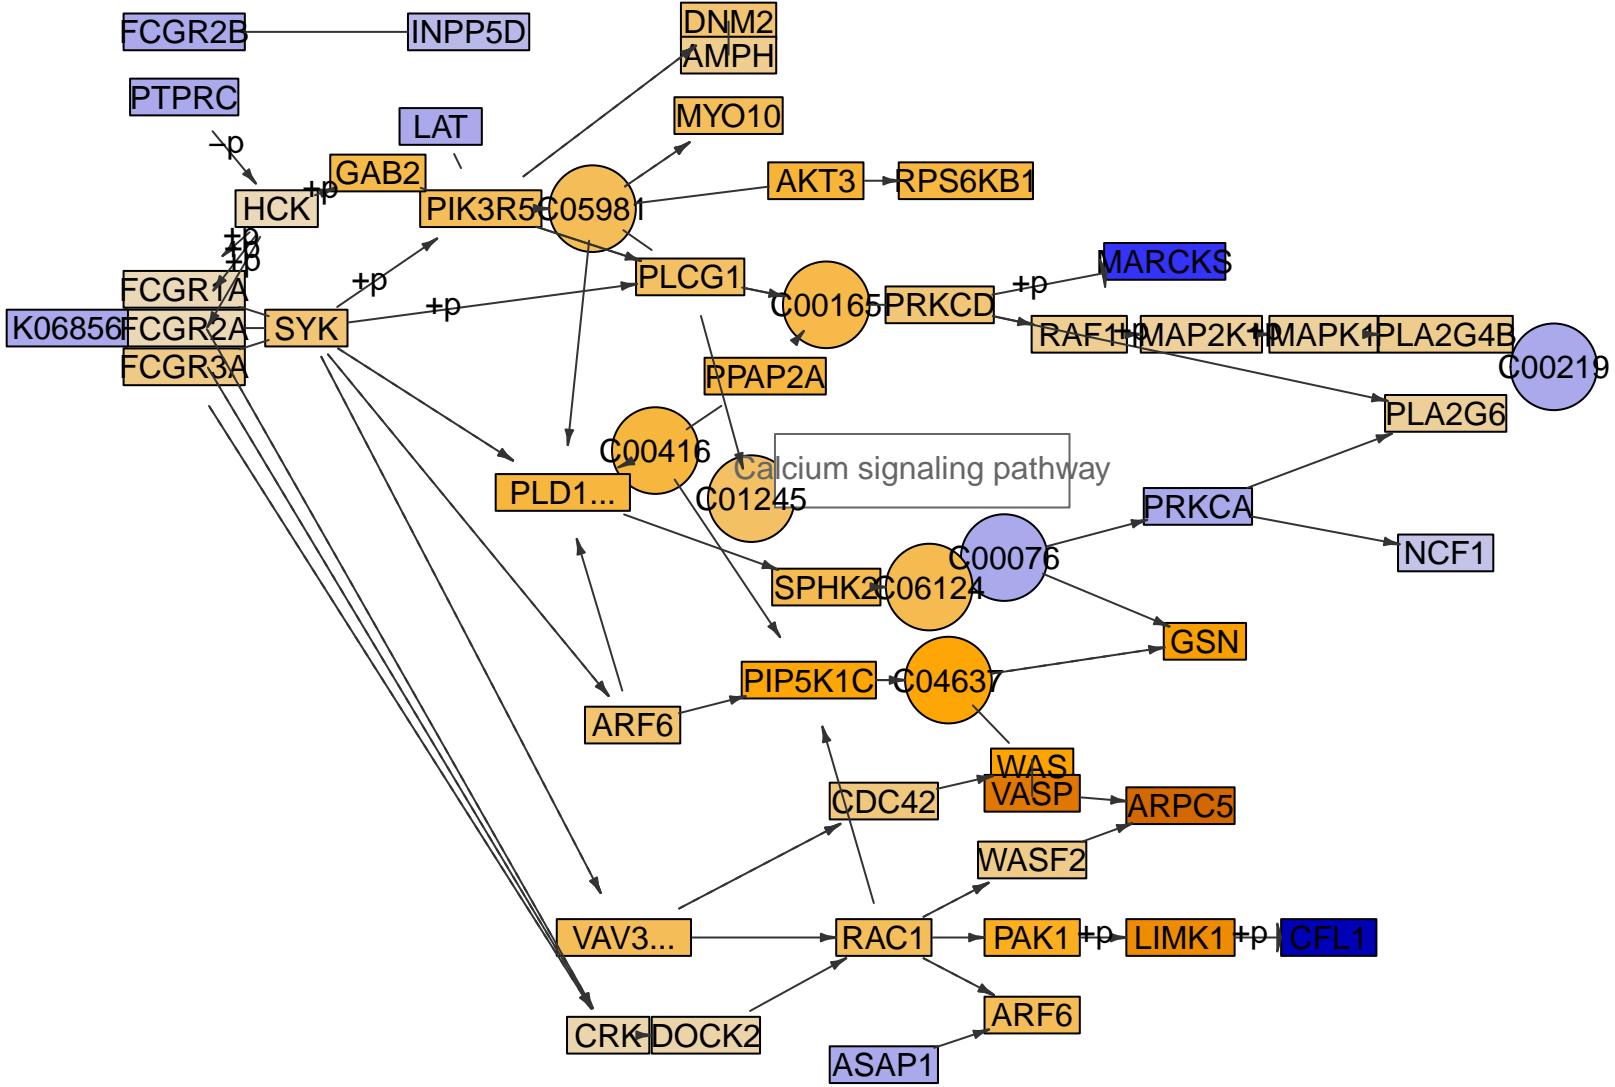 FCGR2B
INPP5D
DNM2
AMPH
PTPRC
LAT
MYO10
–p
GAB2
+p
HCK
PIK3R5
C05981
AKT3
RPS6KB1
+p
+p
+p
FCGR1A
+p
PLCG1
MARCKS
+p
K06856
FCGR2A
SYK
+p
C00165
PRKCD
RAF1
+p
MAP2K1
+p
MAPK1
PLA2G4B
C00219
FCGR3A
PPAP2A
PLA2G6
C00416
Calcium signaling pathway
PLD1...
C01245
PRKCA
NCF1
C00076
SPHK2
C06124
GSN
PIP5K1C
C04637
ARF6
WAS
VASP
CDC42
ARPC5
WASF2
VAV3...
RAC1
PAK1
+p
LIMK1
+p
CFL1
ARF6
CRK
DOCK2
ASAP1